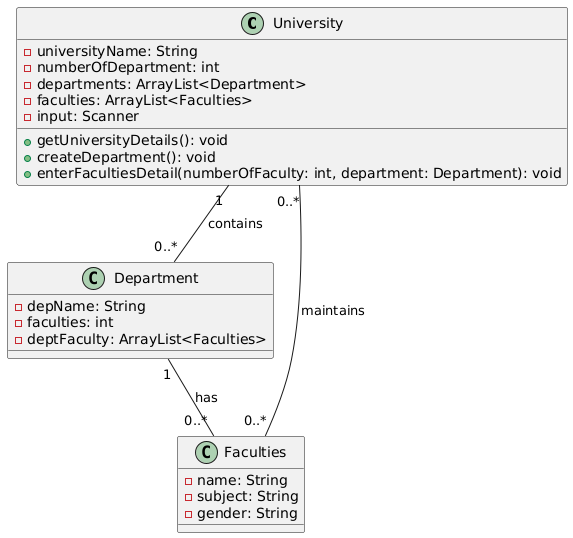 C University
universityName: String
numberOfDepartment: int
departments: ArrayList<Department>
faculties: ArrayList<Faculties>
input: Scanner
getUniversityDetails(): void
createDepartment(): void
enterFacultiesDetail(numberOfFaculty: int, department: Department): void
1
0..*
contains
0..*
C Department
depName: String
faculties: int
deptFaculty: ArrayList<Faculties>
maintains
1
has
0..*
0..*
C Faculties
name: String
subject: String
gender: String